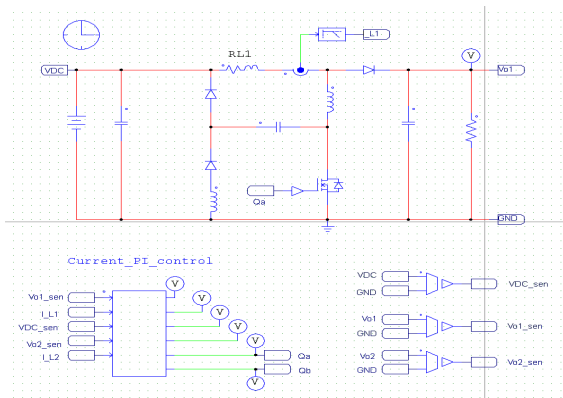 _L1
RL1
V
VDC
Vo1
Qa
GND
Current_PI_control
V
Vo1_sen
V
I_L1
V
VDC_sen
V
Vo2_sen
V
I_L2
Qa
Qb
V
VDC
GND
VDC_sen
Vo1
GND
Vo1_sen
Vo2
GND
Vo2_sen